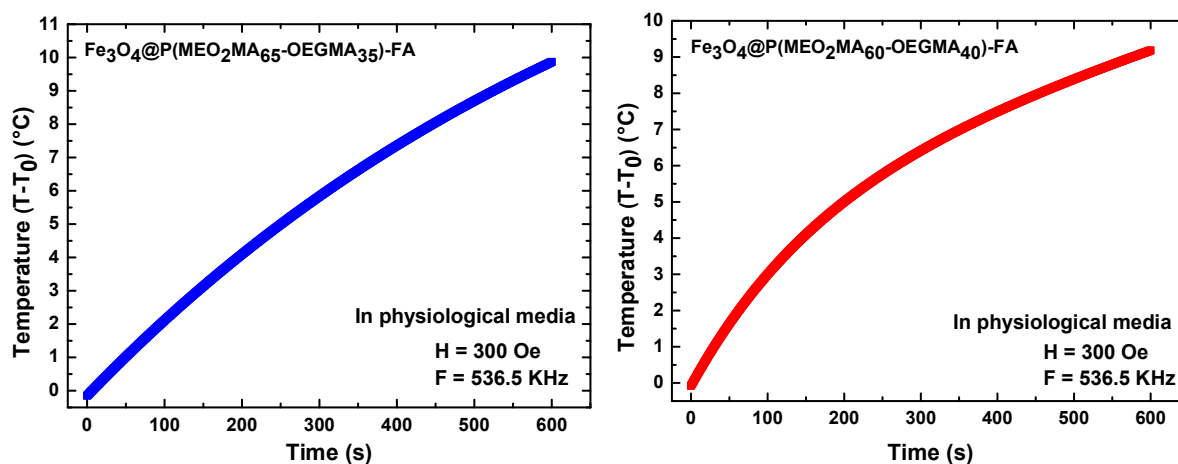 Fe3O4@P(MEO2MA65-OEGMA35)-FA
11
10
9
8
7
6
5
4
3
2
1
0
Temperature (T-T0) (°C)
In physiological media
H = 300 Oe
F = 536.5 KHz
0 100 200 300 400 500 600
Time (s)
Fe3O4@P(MEO2MA60-OEGMA40)-FA
10
9
8
7
6
5
4
3
2
1
0
Temperature (T-T0) (°C)
In physiological media
H = 300 Oe
F = 536.5 KHz
0 100 200 300 400 500 600
Time (s)